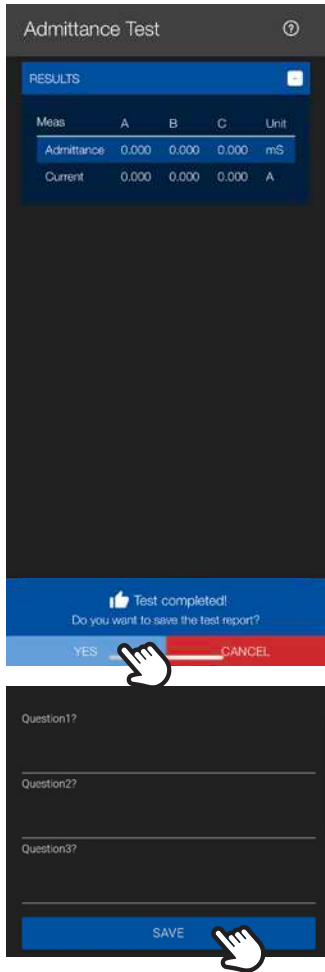 Admittance Test ?
RESULTS -
Meas A B C Unit
Admittance 0.000 0.000 0.000 mS
Current 0.000 0.000 0.000 A
Test completed!
Do you want to save the test report?
YES CANCEL
Question1?
Question2?
Question3?
SAVE